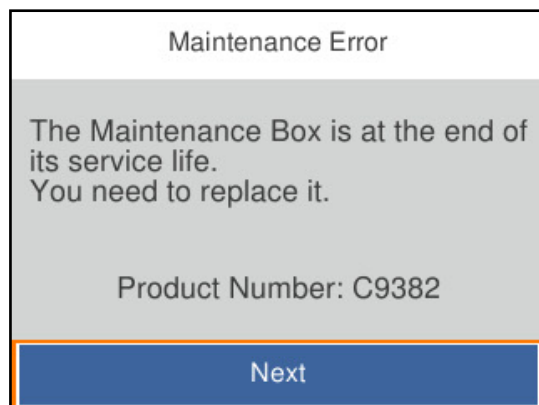 Maintenance Error
The Maintenance Box is at the end of
its service life.
You need to replace it.
Product Number: C9382
Next